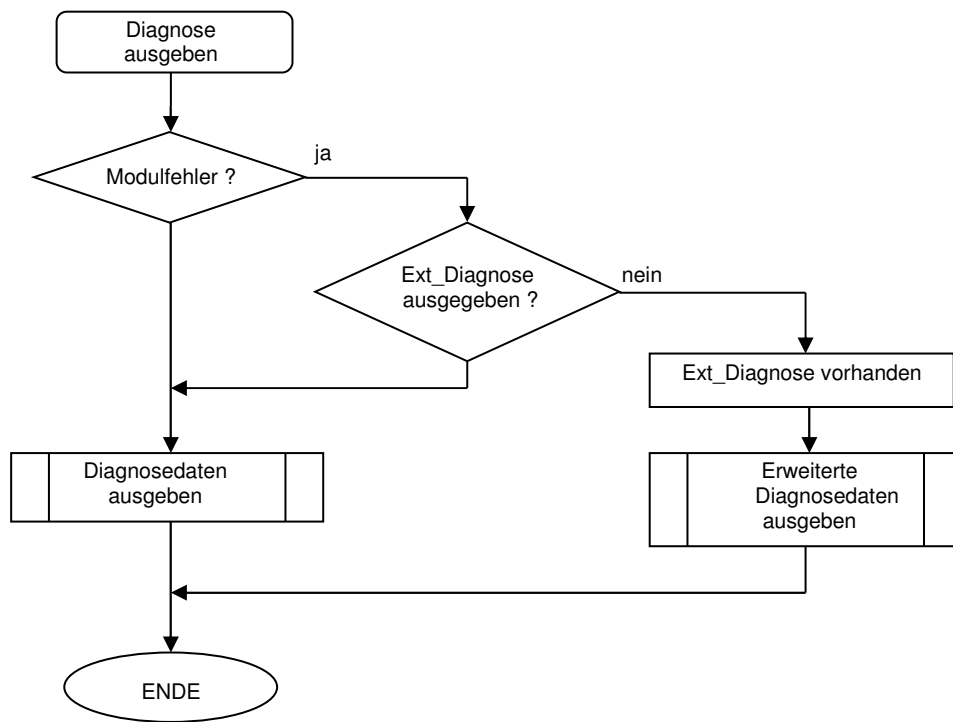 Diagnose
ausgeben
ja
Modulfehler ?
Ext_Diagnose
ausgegeben ?
nein
Ext_Diagnose vorhanden
Diagnosedaten
ausgeben
Erweiterte
Diagnosedaten
ausgeben
ENDE